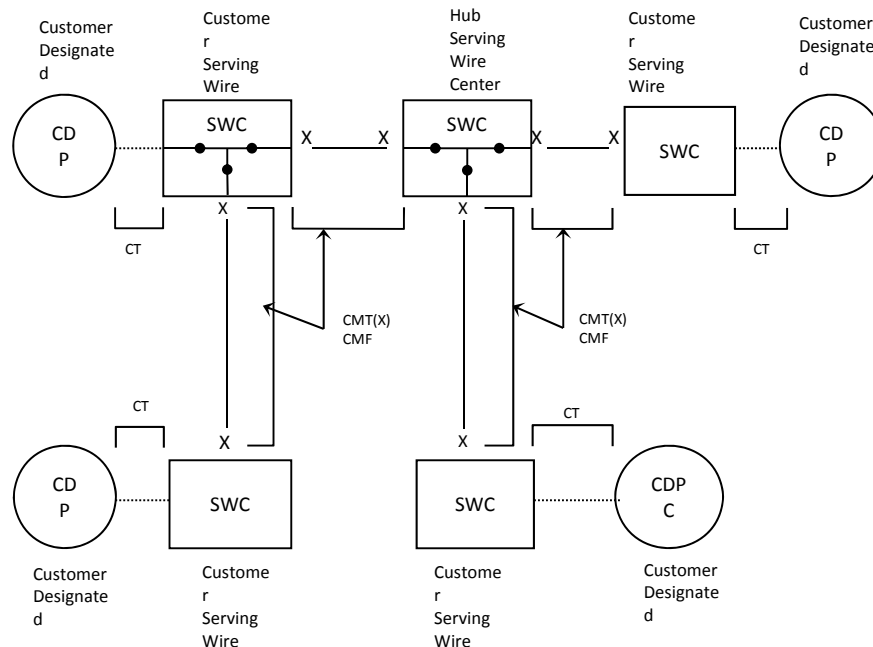 Customer
Designate
d
Custome
r
Serving
Wire
Hub
Serving
Wire
Center
Custome
r
Serving
Wire
Customer
Designate
d
CD
P
SWC
X
X
SWC
X
X
SWC
CD
P
X
X
CT
CT
CMT(X)
CMF
CMT(X)
CMF
CT
CT
X
X
CD
P
SWC
SWC
CDP
C
Customer
Designate
d
Custome
r
Serving
Wire
Custome
r
Serving
Wire
Customer
Designate
d